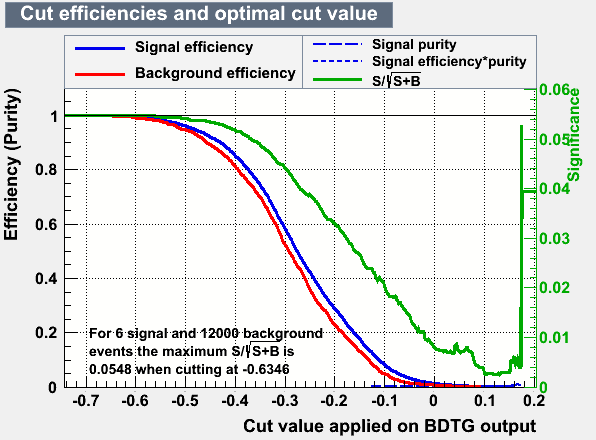 Cut efficiencies and optimal cut value
Signal efficiency
Background efficiency
Signal purity
Signal efficiency*purity
S/√S+B
Efficiency (Purity)
1
0.8
0.6
0.4
0.2
0
0.06
0.05
0.04
0.03
0.02
0.01
0
Significance
For 6 signal and 12000 background
events the maximum S/√S+B is
0.0548 when cutting at -0.6346
-0.7 -0.6 -0.5 -0.4 -0.3 -0.2 -0.1 0 0.1 0.2
Cut value applied on BDTG output